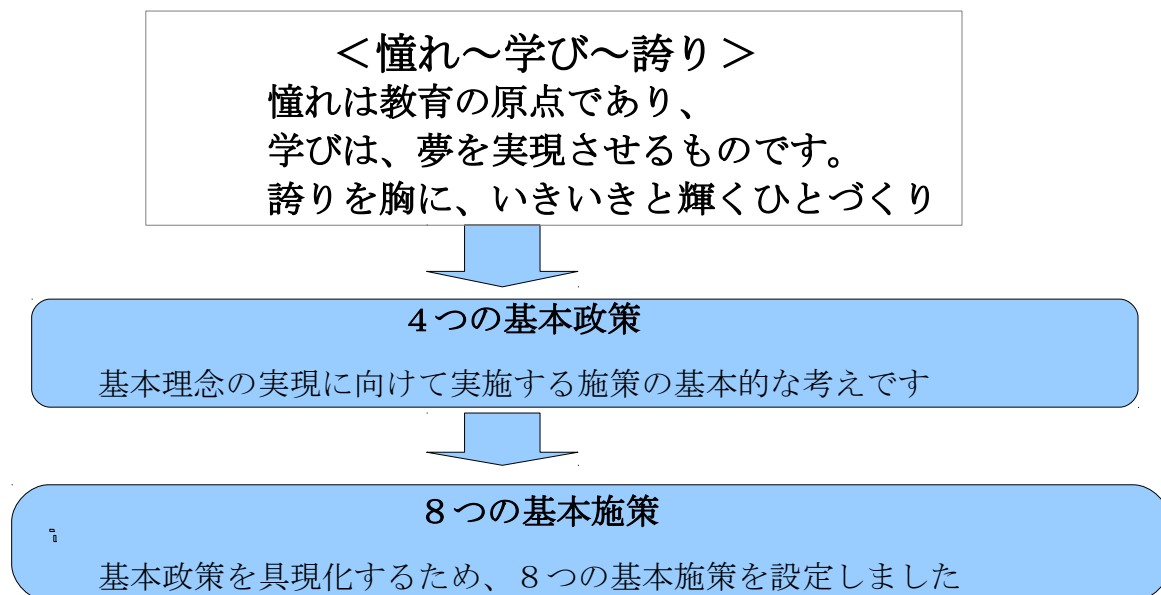 ＜憧れ～学び～誇り＞
憧れは教育の原点であり、
学びは、夢を実現させるものです。
誇りを胸に、いきいきと輝くひとづくり
４つの基本政策
基本理念の実現に向けて実施する施策の基本的な考えです
８つの基本施策
基本政策を具現化するため、８つの基本施策を設定しました